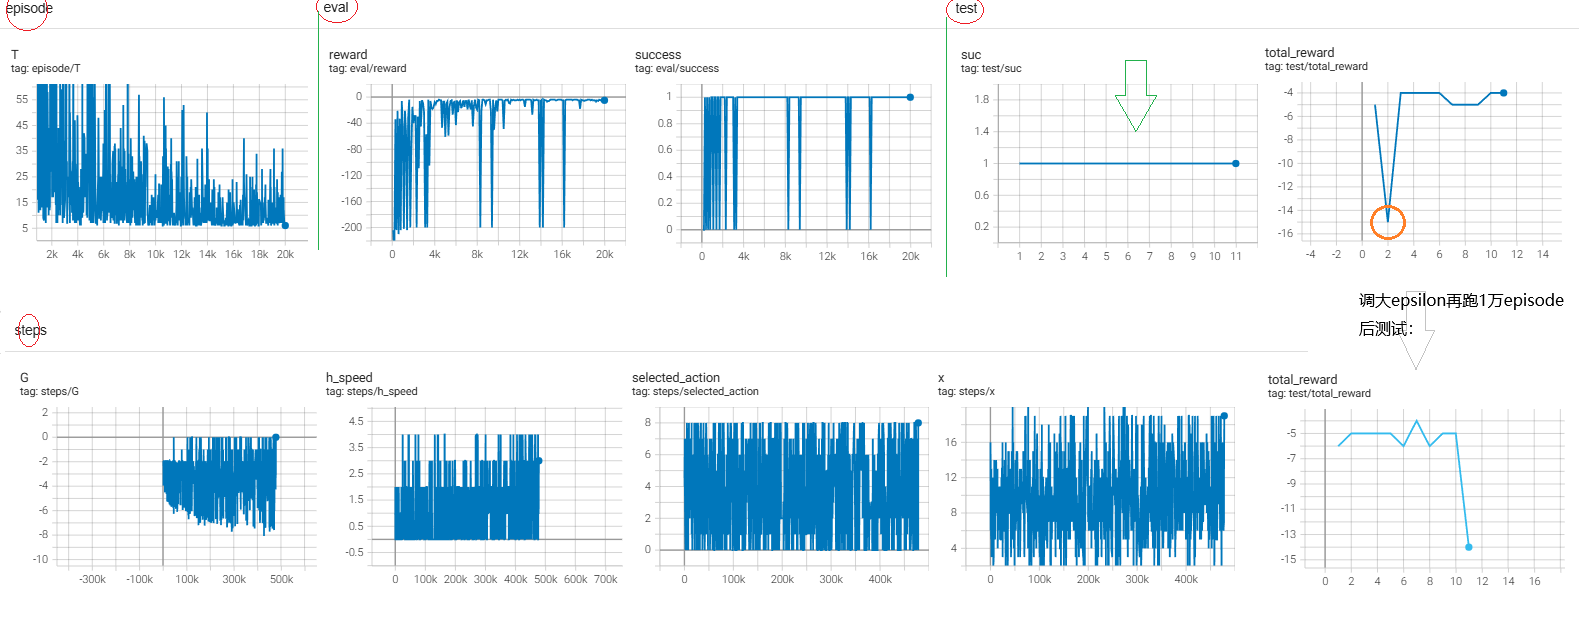 episode
eval
test
T
tag: episode/T
reward
tag: eval/reward
success
tag: eval/success
suc
tag: test/suc
total_reward
tag: test/total_reward
55
45
35
25
15
5
2k 4k 6k 8k 10k 12k 14k 16k 18k 20k
0
-40
-80
-120
-160
-200
0 4k 8k 12k 16k 20k
1
0.8
0.6
0.4
0.2
0
0 4k 8k 12k 16k 20k
1.8
1.4
1
0.6
0.2
1 2 3 4 5 6 7 8 9 10 11
-4
-6
-8
-10
-12
-14
-16
-4 -2 0 2 4 6 8 10 12 14
调大epsilon再跑1万episode
后测试:
steps
G
tag: steps/G
h_speed
tag: steps/h_speed
selected_action
tag: steps/selected_action
x
tag: steps/x
total_reward
tag: test/total_reward
2
0
-2
-4
-6
-8
-10
-300k -100k 100k 300k 500k
4.5
3.5
2.5
1.5
0.5
-0.5
0 100k 200k 300k 400k 500k 600k 700k
8
6
4
2
0
0 100k 200k 300k 400k
16
12
8
4
0 100k 200k 300k 400k
-5
-7
-9
-11
-13
-15
0 2 4 6 8 10 12 14 16